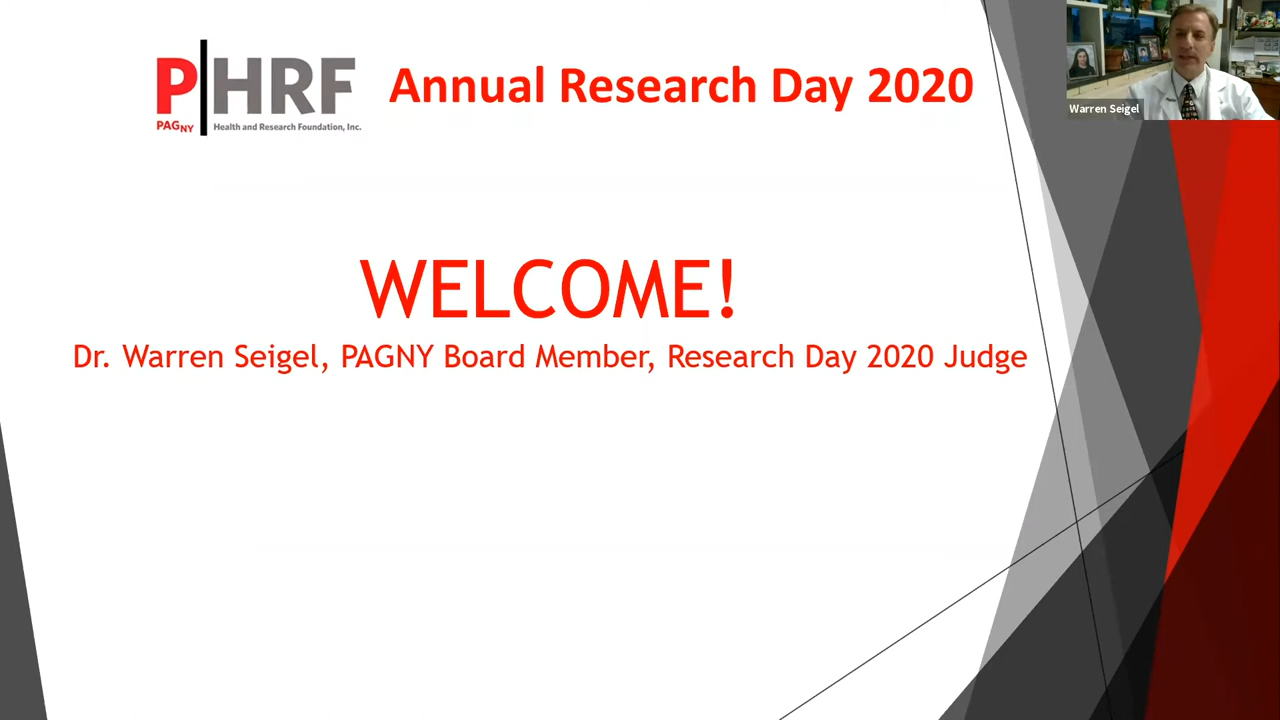 P|HRF
PAGNY
Health and Research Foundation, Inc.
Annual Research Day 2020
Warren Seigel
WELCOME!
Dr. Warren Seigel, PAGNY Board Member, Research Day 2020 Judge